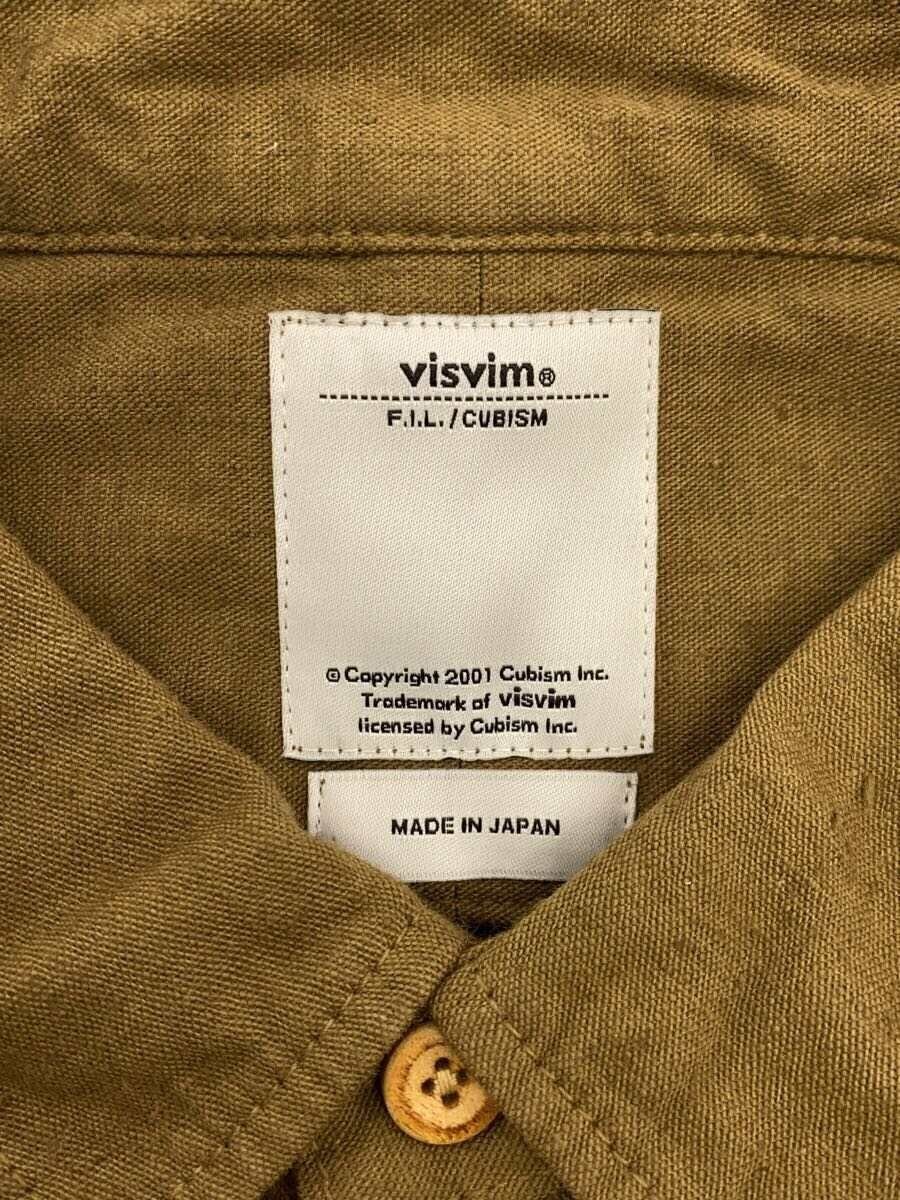 visvim®
F.I.L./CUBISM
© Copyright 2001 Cubism Inc.
Trademark of visvim
licensed by Cubism Inc.
MADE IN JAPAN